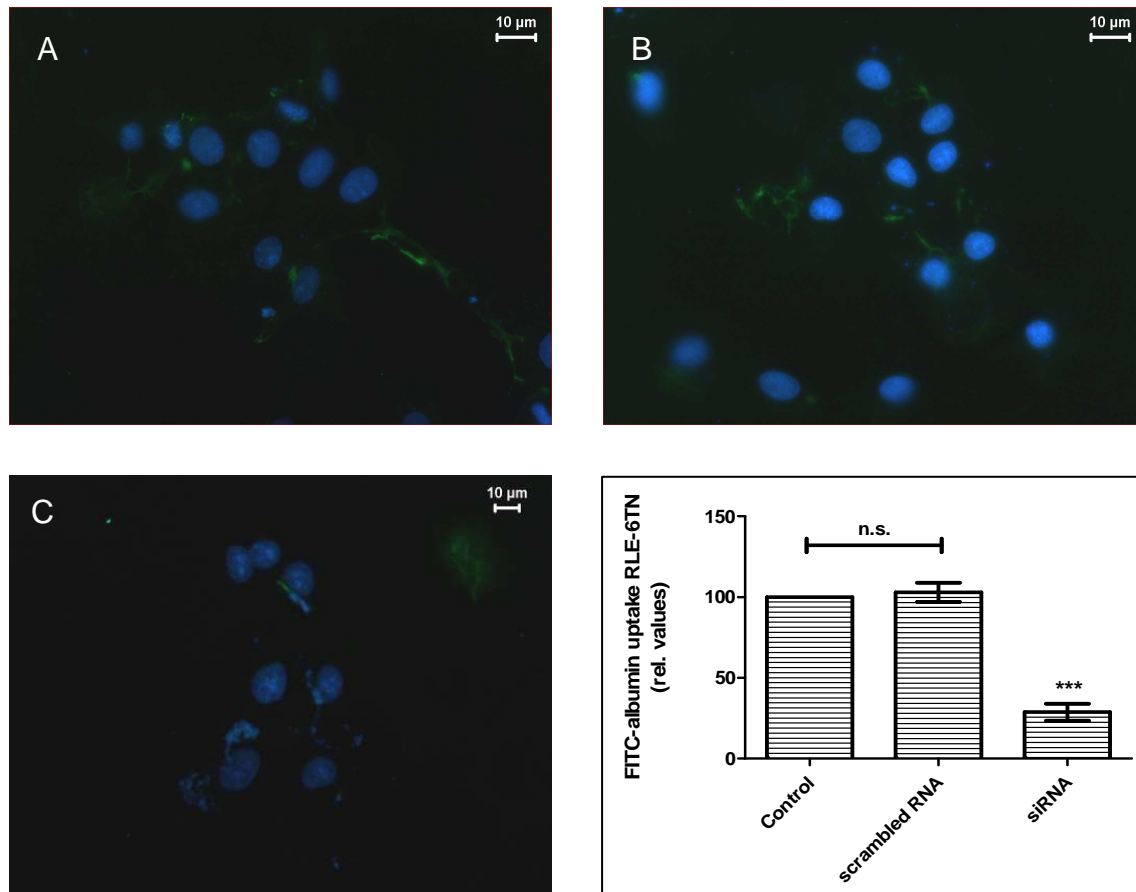 A
10 µm
B
10 µm
C
10 µm
FITC-albumin uptake RLE-6TN
(rel. values)
150
100
50
0
n.s.
***
Control
scrambled RNA
siRNA